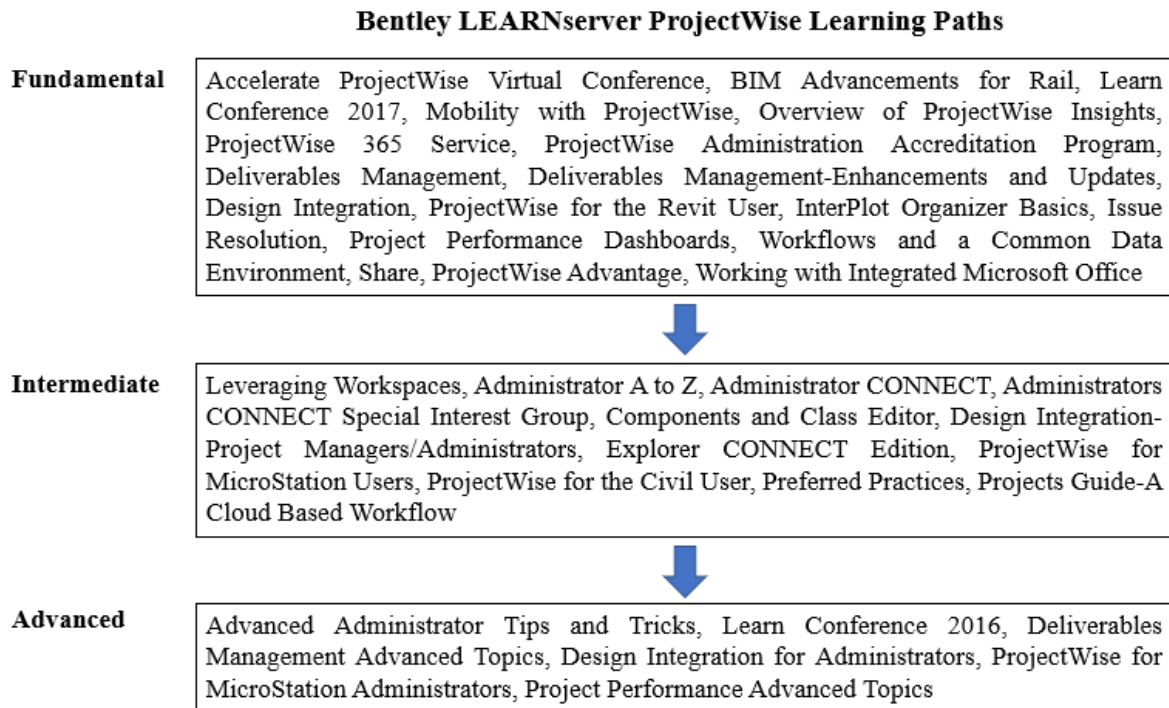 Bentley LEARNserver ProjectWise Learning Paths
Fundamental
Accelerate ProjectWise Virtual Conference, BIM Advancements for Rail, Learn
Conference 2017, Mobility with ProjectWise, Overview of ProjectWise Insights,
ProjectWise 365 Service, ProjectWise Administration Accreditation Program,
Deliverables Management, Deliverables Management-Enhancements and Updates,
Design Integration, ProjectWise for the Revit User, InterPlot Organizer Basics, Issue
Resolution, Project Performance Dashboards, Workflows and a Common Data
Environment, Share, ProjectWise Advantage, Working with Integrated Microsoft Office
Intermediate
Leveraging Workspaces, Administrator A to Z, Administrator CONNECT, Administrators
CONNECT Special Interest Group, Components and Class Editor, Design Integration-
Project Managers/Administrators, Explorer CONNECT Edition, ProjectWise for
MicroStation Users, ProjectWise for the Civil User, Preferred Practices, Projects Guide-A
Cloud Based Workflow
Advanced
Advanced Administrator Tips and Tricks, Learn Conference 2016, Deliverables
Management Advanced Topics, Design Integration for Administrators, ProjectWise for
MicroStation Administrators, Project Performance Advanced Topics